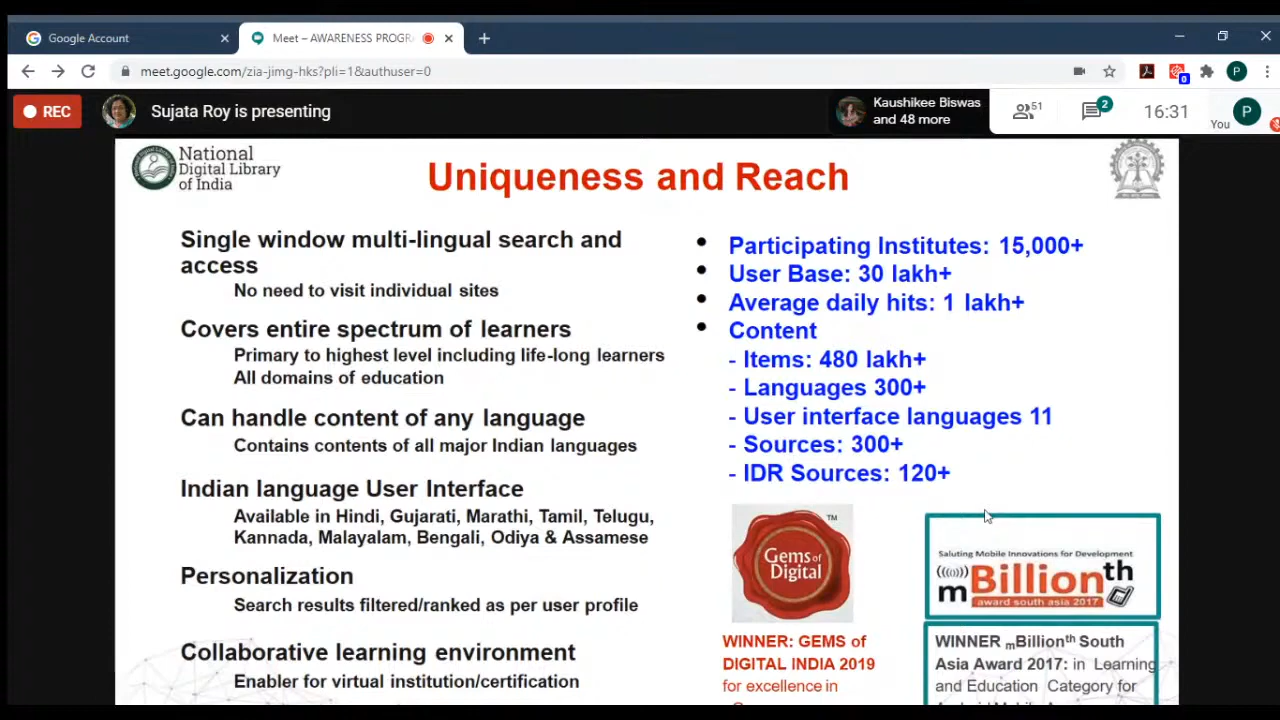 Google Account
Meet – AWARENESS PROGR
meet.google.com/zia-jimg-hks?pli=1&authuser=0
0
P
REC
Sujata Roy is presenting
Kaushikee Biswas
and 48 more
51
2
16:31
You
P
National
Digital Library
of India
Uniqueness and Reach
Single window multi-lingual search and
access
No need to visit individual sites
Covers entire spectrum of learners
Primary to highest level including life-long learners
All domains of education
Can handle content of any language
Contains contents of all major Indian languages
Indian language User Interface
Available in Hindi, Gujarati, Marathi, Tamil, Telugu,
Kannada, Malayalam, Bengali, Odiya & Assamese
Personalization
Search results filtered/ranked as per user profile
Collaborative learning environment
Enabler for virtual institution/certification
• Participating Institutes: 15,000+
• User Base: 30 lakh+
• Average daily hits: 1 lakh+
• Content
- Items: 480 lakh+
- Languages 300+
- User interface languages 11
- Sources: 300+
- IDR Sources: 120+
TM
Gems of
Digital
WINNER: GEMS of
DIGITAL INDIA 2019
for excellence in
Saluting Mobile Innovations for Development
mBillionth
award south asia 2017
WINNER mBillionth South
Asia Award 2017: in Learning
and Education Category for